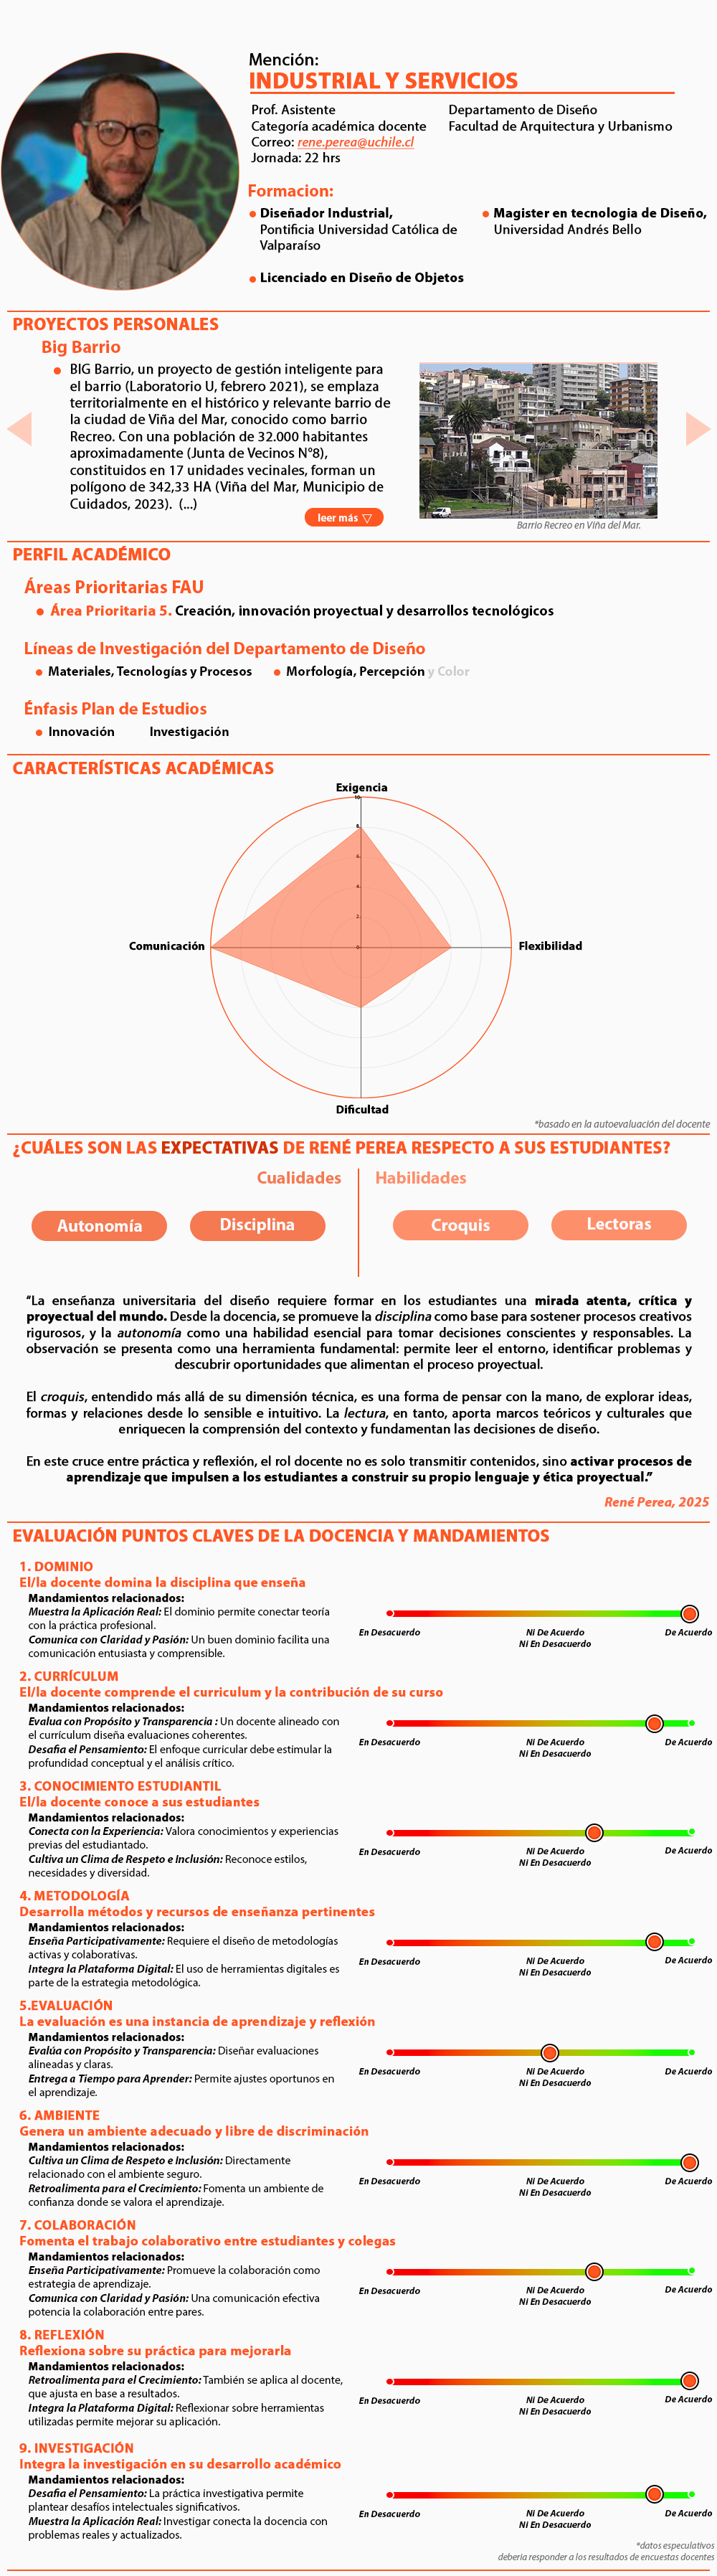 Mención:
INDUSTRIAL Y SERVICIOS
Prof. Asistente
Categoría académica docente
Correo: rene.perea@uchile.cl
Jornada: 22 hrs
Departamento de Diseño
Facultad de Arquitectura y Urbanismo
Formacion:
Diseñador Industrial,
Pontificia Universidad Católica de
Valparaíso
Magister en tecnologia de Diseño,
Universidad Andrés Bello
Licenciado en Diseño de Objetos
PROYECTOS PERSONALES
Big Barrio
BIG Barrio, un proyecto de gestión inteligente para
el barrio (Laboratorio U, febrero 2021), se emplaza
territorialmente en el histórico y relevante barrio de
la ciudad de Viña del Mar, conocido como barrio
Recreo. Con una población de 32.000 habitantes
aproximadamente (Junta de Vecinos N°8),
constituidos en 17 unidades vecinales, forman un
polígono de 342,33 HA (Viña del Mar, Municipio de
Cuidados, 2023). (...)
leer más ▽
Barrio Recreo en Viña del Mar.
PERFIL ACADÉMICO
Áreas Prioritarias FAU
Área Prioritaria 5. Creación, innovación proyectual y desarrollos tecnológicos
Líneas de Investigación del Departamento de Diseño
Materiales, Tecnologías y Procesos
Morfología, Percepción y Color
Énfasis Plan de Estudios
Innovación
Investigación
CARACTERÍSTICAS ACADÉMICAS
Exigencia
10
8
6
4
2
0
Comunicación
Flexibilidad
Dificultad
*basado en la autoevaluación del docente
¿CUÁLES SON LAS EXPECTATIVAS DE RENÉ PEREA RESPECTO A SUS ESTUDIANTES?
Cualidades
Habilidades
Autonomía
Disciplina
Croquis
Lectoras
“La enseñanza universitaria del diseño requiere formar en los estudiantes una mirada atenta, crítica y
proyectual del mundo. Desde la docencia, se promueve la disciplina como base para sostener procesos creativos
rigurosos, y la autonomía como una habilidad esencial para tomar decisiones conscientes y responsables. La
observación se presenta como una herramienta fundamental: permite leer el entorno, identificar problemas y
descubrir oportunidades que alimentan el proceso proyectual.
El croquis, entendido más allá de su dimensión técnica, es una forma de pensar con la mano, de explorar ideas,
formas y relaciones desde lo sensible e intuitivo. La lectura, en tanto, aporta marcos teóricos y culturales que
enriquecen la comprensión del contexto y fundamentan las decisiones de diseño.
En este cruce entre práctica y reflexión, el rol docente no es solo transmitir contenidos, sino activar procesos de
aprendizaje que impulsen a los estudiantes a construir su propio lenguaje y ética proyectual.”
René Perea, 2025
EVALUACIÓN PUNTOS CLAVES DE LA DOCENCIA Y MANDAMIENTOS
1. DOMINIO
El/la docente domina la disciplina que enseña
Mandamientos relacionados:
Muestra la Aplicación Real: El dominio permite conectar teoría
con la práctica profesional.
Comunica con Claridad y Pasión: Un buen dominio facilita una
comunicación entusiasta y comprensible.
En Desacuerdo
Ni De Acuerdo
Ni En Desacuerdo
De Acuerdo
2. CURRÍCULUM
El/la docente comprende el curriculum y la contribución de su curso
Mandamientos relacionados:
Evalua con Propósito y Transparencia : Un docente alineado con
el currículum diseña evaluaciones coherentes.
Desafia el Pensamiento: El enfoque curricular debe estimular la
profundidad conceptual y el análisis crítico.
En Desacuerdo
Ni De Acuerdo
Ni En Desacuerdo
De Acuerdo
3. CONOCIMIENTO ESTUDIANTIL
El/la docente conoce a sus estudiantes
Mandamientos relacionados:
Conecta con la Experiencia: Valora conocimientos y experiencias
previas del estudiantado.
Cultiva un Clima de Respeto e Inclusión: Reconoce estilos,
necesidades y diversidad.
En Desacuerdo
Ni De Acuerdo
Ni En Desacuerdo
De Acuerdo
4. METODOLOGÍA
Desarrolla métodos y recursos de enseñanza pertinentes
Mandamientos relacionados:
Enseña Participativamente: Requiere el diseño de metodologías
activas y colaborativas.
Integra la Plataforma Digital: El uso de herramientas digitales es
parte de la estrategia metodológica.
En Desacuerdo
Ni De Acuerdo
Ni En Desacuerdo
De Acuerdo
5.EVALUACIÓN
La evaluación es una instancia de aprendizaje y reflexión
Mandamientos relacionados:
Evalúa con Propósito y Transparencia: Diseñar evaluaciones
alineadas y claras.
Entrega a Tiempo para Aprender: Permite ajustes oportunos en
el aprendizaje.
En Desacuerdo
Ni De Acuerdo
Ni En Desacuerdo
De Acuerdo
6. AMBIENTE
Genera un ambiente adecuado y libre de discriminación
Mandamientos relacionados:
Cultiva un Clima de Respeto e Inclusión: Directamente
relacionado con el ambiente seguro.
Retroalimenta para el Crecimiento: Fomenta un ambiente de
confianza donde se valora el aprendizaje.
En Desacuerdo
Ni De Acuerdo
Ni En Desacuerdo
De Acuerdo
7. COLABORACIÓN
Fomenta el trabajo colaborativo entre estudiantes y colegas
Mandamientos relacionados:
Enseña Participativamente: Promueve la colaboración como
estrategia de aprendizaje.
Comunica con Claridad y Pasión: Una comunicación efectiva
potencia la colaboración entre pares.
En Desacuerdo
Ni De Acuerdo
Ni En Desacuerdo
De Acuerdo
8. REFLEXIÓN
Reflexiona sobre su práctica para mejorarla
Mandamientos relacionados:
Retroalimenta para el Crecimiento: También se aplica al docente,
que ajusta en base a resultados.
Integra la Plataforma Digital: Reflexionar sobre herramientas
utilizadas permite mejorar su aplicación.
En Desacuerdo
Ni De Acuerdo
Ni En Desacuerdo
De Acuerdo
9. INVESTIGACIÓN
Integra la investigación en su desarrollo académico
Mandamientos relacionados:
Desafia el Pensamiento: La práctica investigativa permite
plantear desafíos intelectuales significativos.
Muestra la Aplicación Real: Investigar conecta la docencia con
problemas reales y actualizados.
En Desacuerdo
Ni De Acuerdo
Ni En Desacuerdo
De Acuerdo
*datos especulativos
deberia responder a los resultados de encuestas docentes